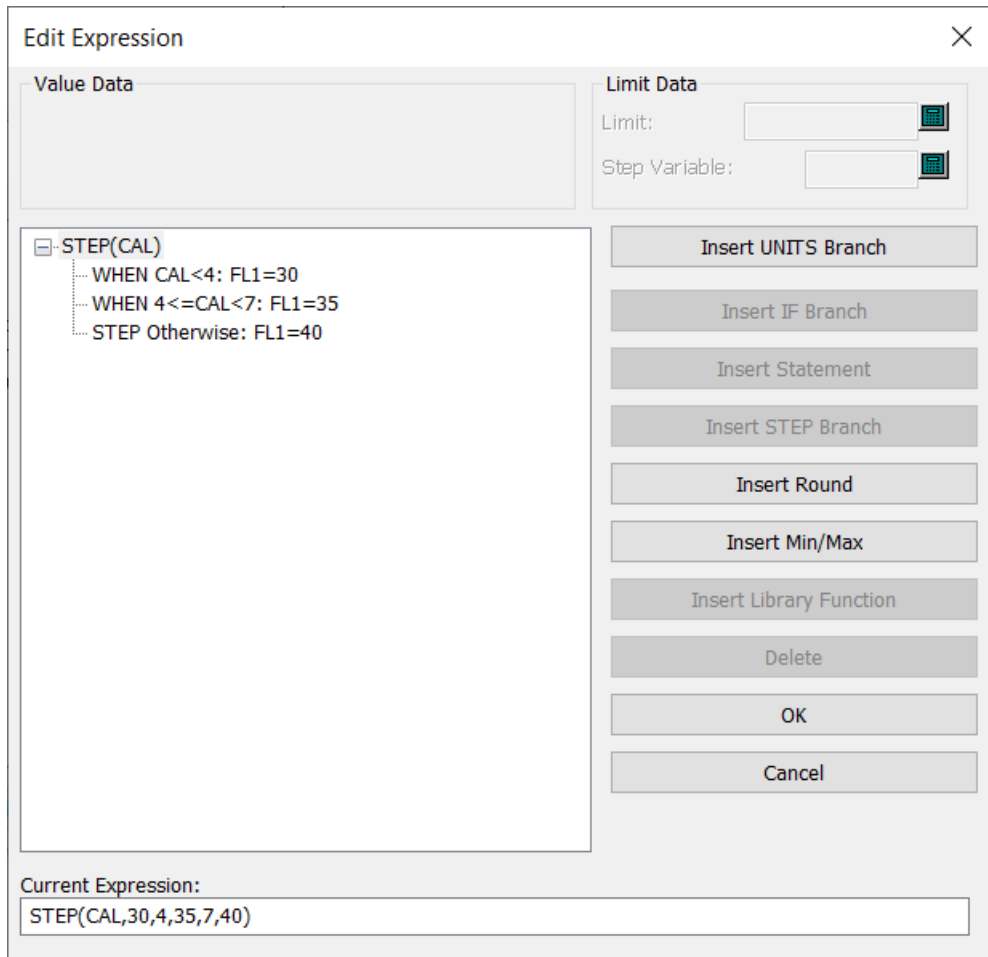 Edit Expression
Value Data
Limit Data
Limit:
Step Variable:
STEP(CAL)
WHEN CAL<4: FL1=30
WHEN 4<=CAL<7: FL1=35
STEP Otherwise: FL1=40
Insert UNITS Branch
Insert IF Branch
Insert Statement
Insert STEP Branch
Insert Round
Insert Min/Max
Insert Library Function
Delete
OK
Cancel
Current Expression:
STEP(CAL,30,4,35,7,40)